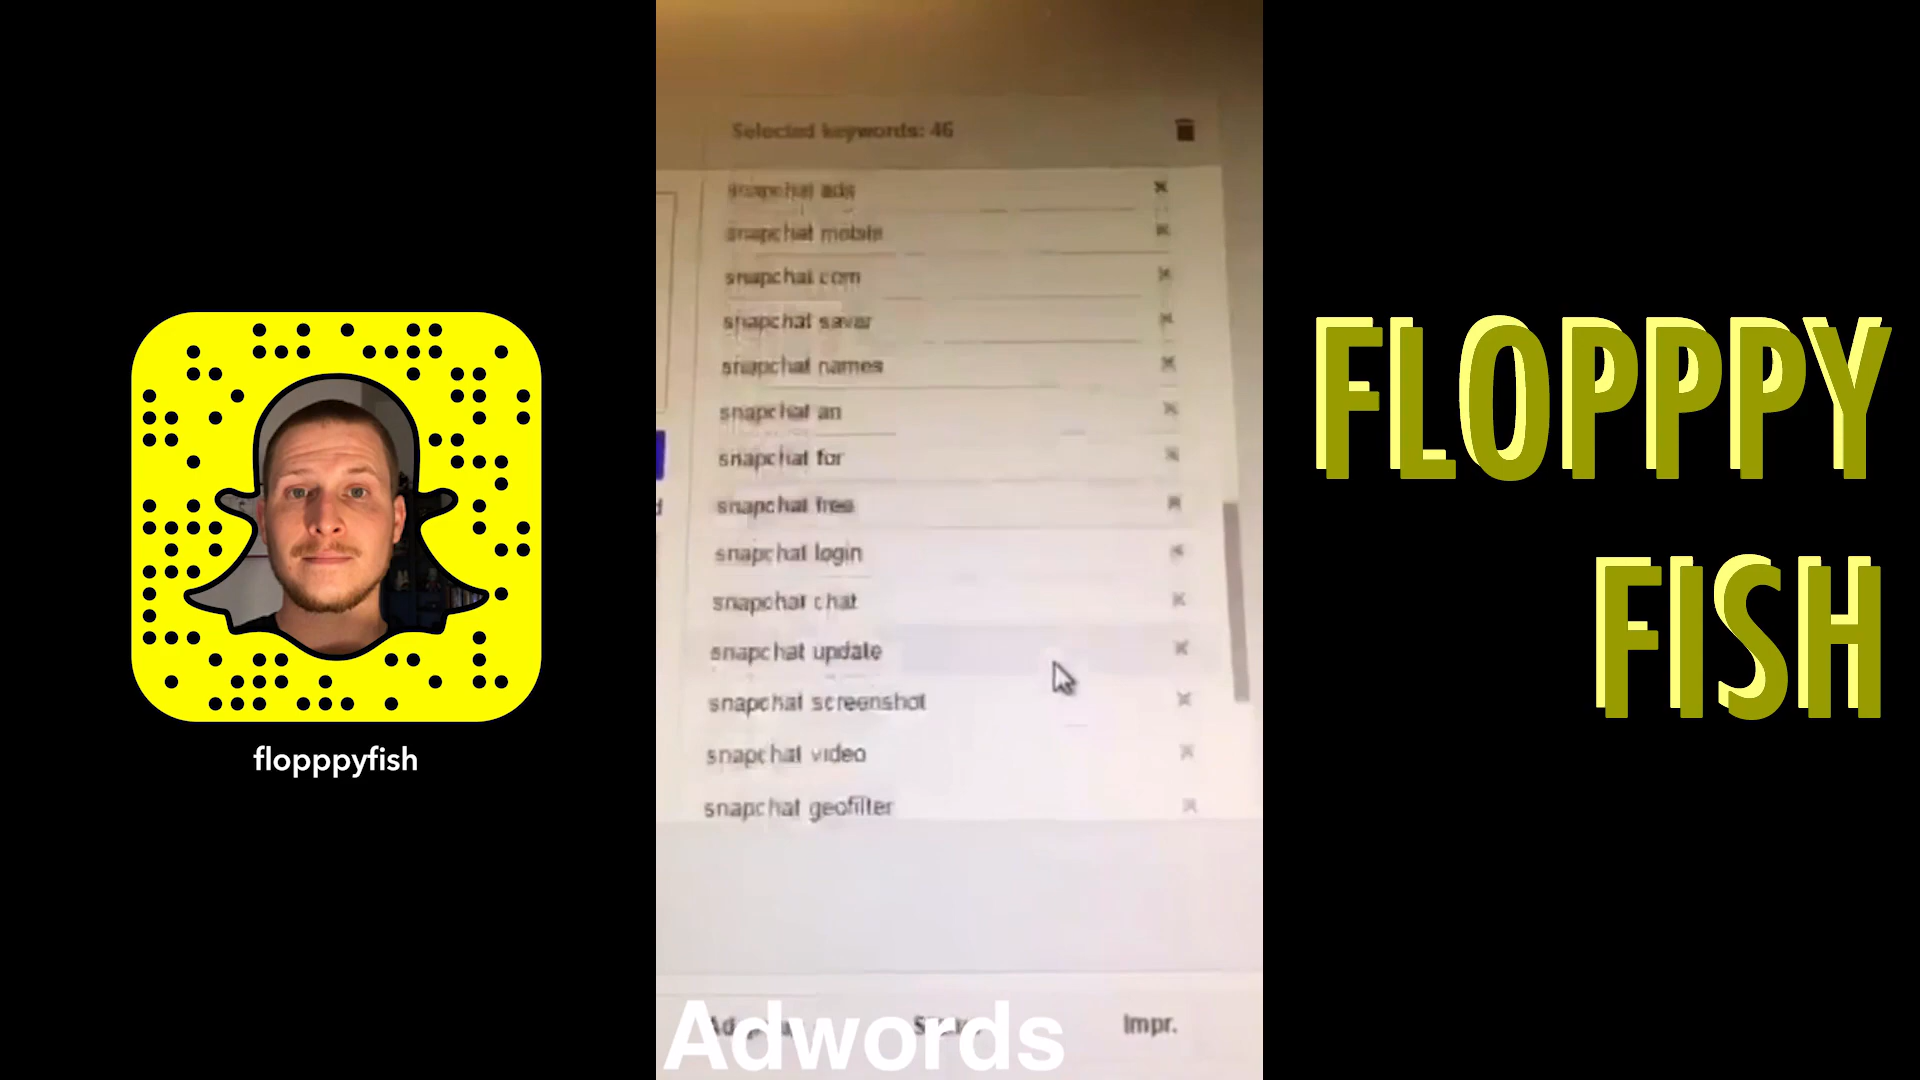 flopppyfish
Selected keywords: 46
snapchat ads
snapchat mobile
snapchat com
snapchat saver
snapchat names
snapchat an
snapchat for
snapchat free
snapchat login
snapchat chat
snapchat update
snapchat screenshot
snapchat video
snapchat geofilter
Impr.
Adwords
FLOPPPY
FISH